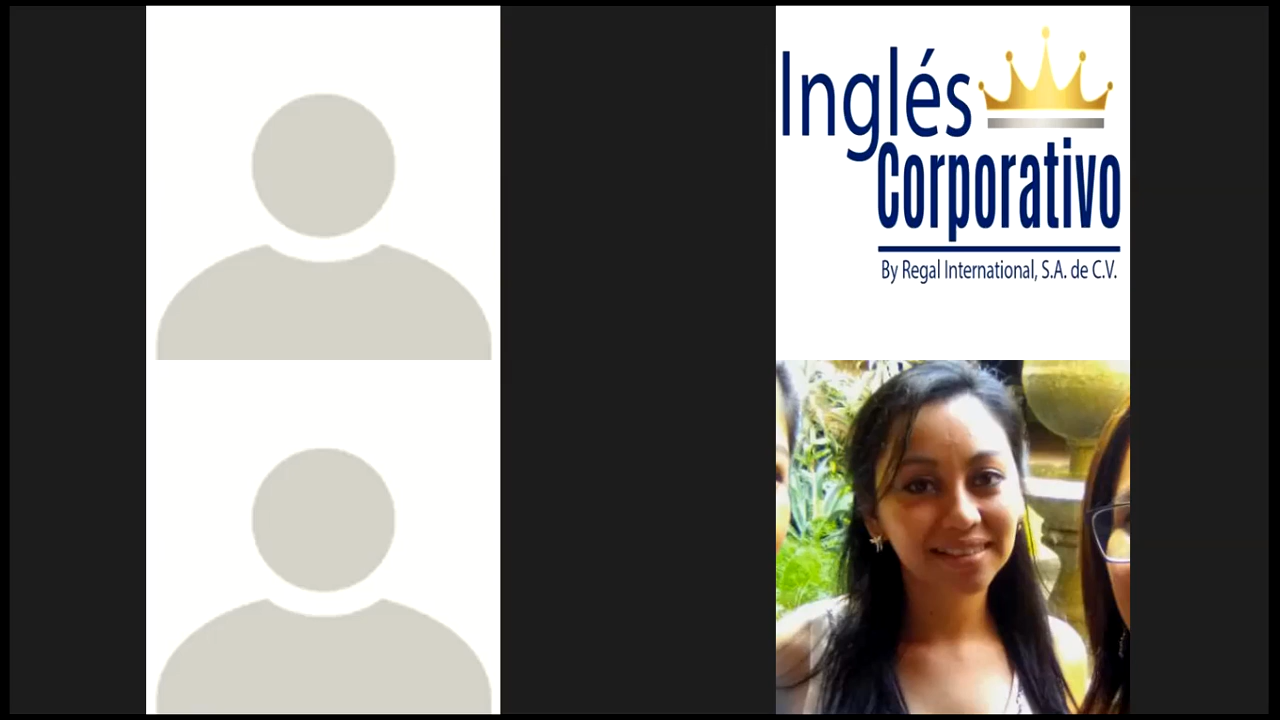 Inglés
Corporativo
By Regal International, S.A. de C.V.